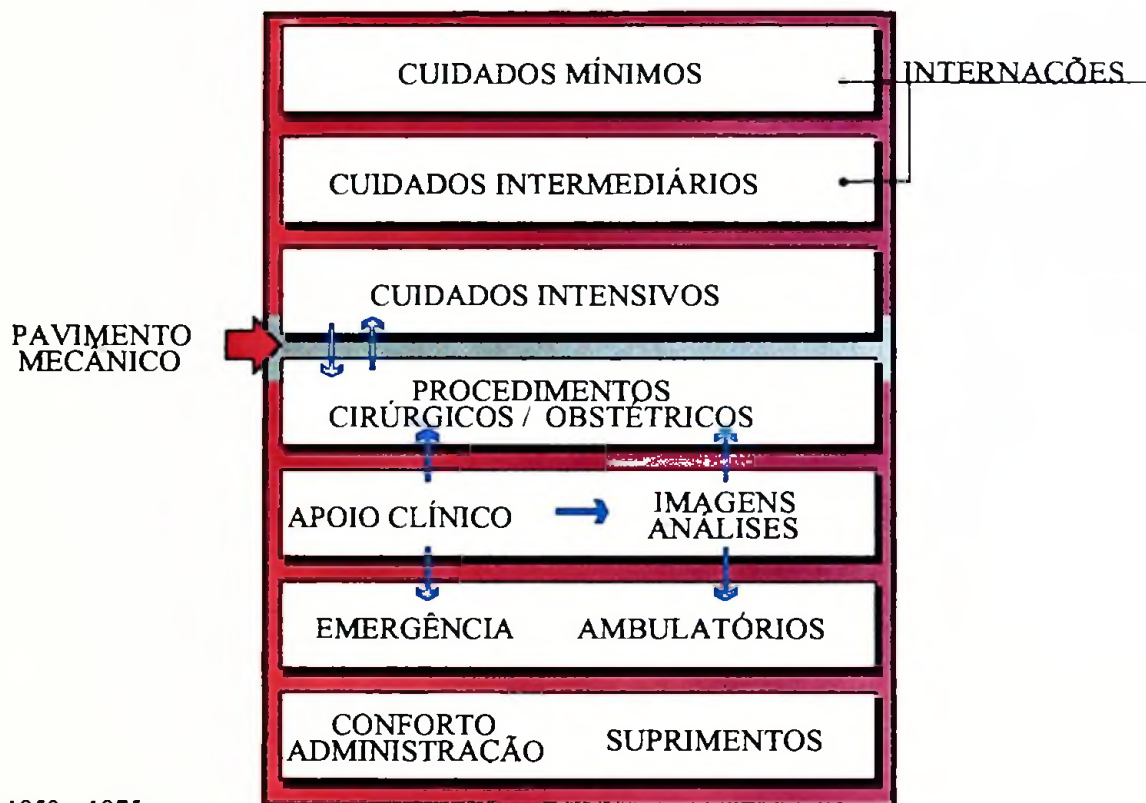 CUIDADOS MÍNIMOS
INTERNAÇÕES
CUIDADOS INTERMEDIÁRIOS
CUIDADOS INTENSIVOS
PAVIMENTO
MECÂNICO
PROCEDIMENTOS
CIRÚRGICOS / OBSTÉTRICOS
APOIO CLÍNICO
IMAGENS
ANÁLISES
EMERGÊNCIA
AMBULATÓRIOS
CONFORTO
ADMINISTRAÇÃO
SUPRIMENTOS